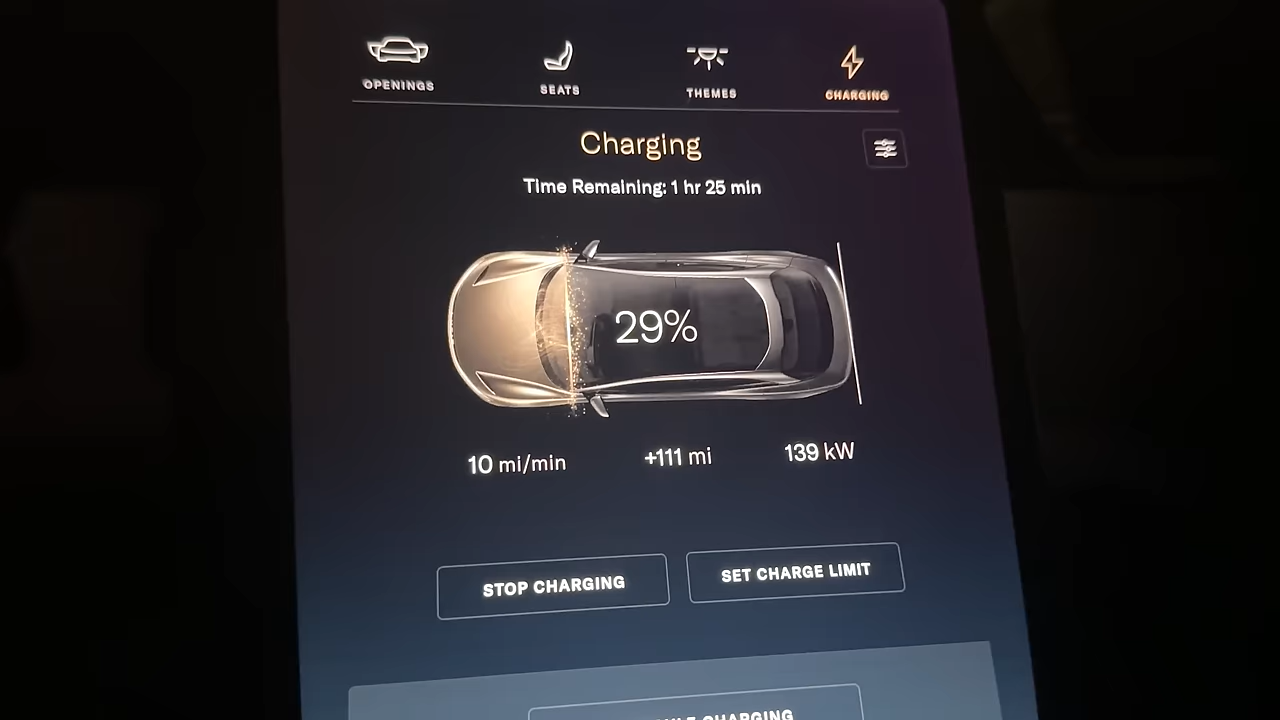 OPENINGS
SEATS
THEMES
CHARGING
Charging
Time Remaining: 1 hr 25 min
29%
10 mi/min
+111 mi
139 kW
STOP CHARGING
SET CHARGE LIMIT
CHARGING